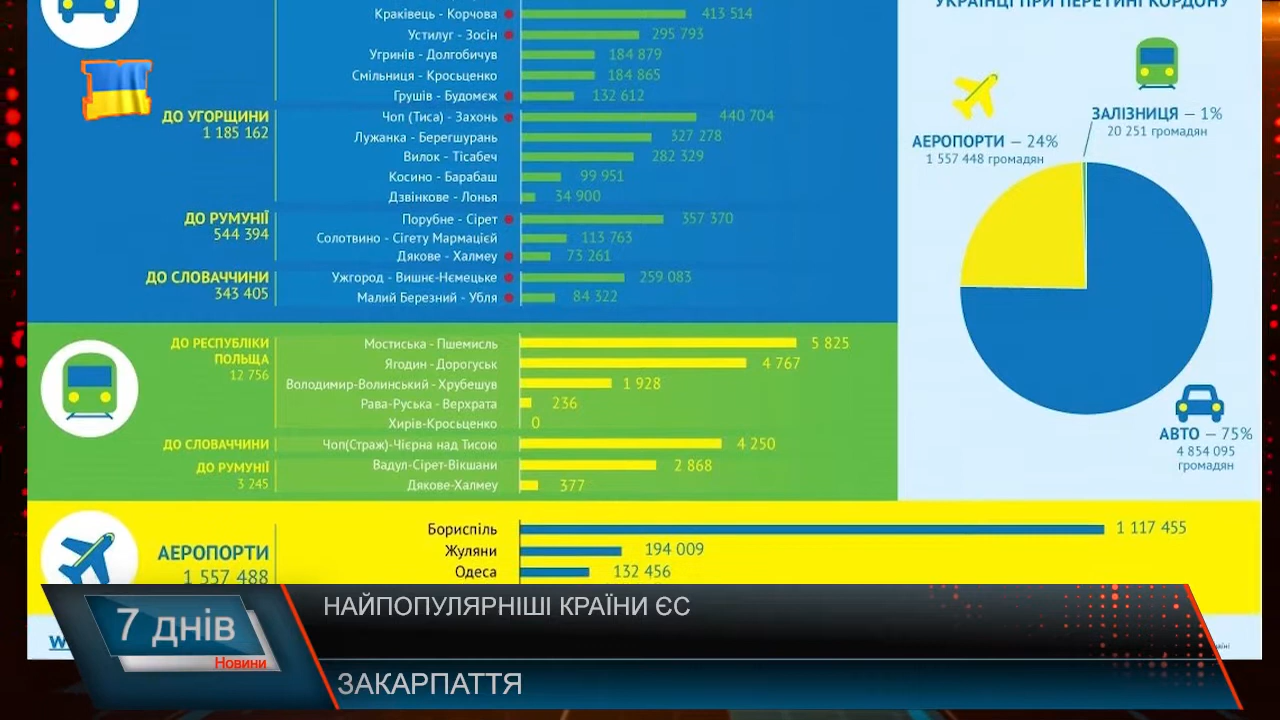 УКРАЇНЦІ ПРИ ПЕРЕТИНІ КОРДОНУ
Краківець - Корчова 413 514
Устилуг - Зосін 295 793
Угринів - Долгобичув 184 879
Смільниця - Кросьценко 184 865
Грушів - Будомєж 132 612
ДО УГОРЩИНИ
1 185 162
Чоп (Тиса) - Захонь 440 704
Лужанка - Берегшурань 327 278
Вилок - Тісабеч 282 329
Косино - Барабаш 99 951
Дзвінкове - Лонья 34 900
ДО РУМУНІЇ
544 394
Порубне - Сірет 357 370
Солотвино - Сігету Мармацієй 113 763
Дякове - Халмеу 73 261
ДО СЛОВАЧЧИНИ
343 405
Ужгород - Вишнє-Нємецьке 259 083
Малий Березний - Убля 84 322
ЗАЛІЗНИЦЯ — 1%
20 251 громадян
АЕРОПОРТИ — 24%
1 557 448 громадян
АВТО — 75%
4 854 095
громадян
ДО РЕСПУБЛІКИ
ПОЛЬЩА
12 756
Мостиська - Пшемисль 5 825
Ягодин - Дорогуськ 4 767
Володимир-Волинський - Хрубешув 1 928
Рава-Руська - Верхрата 236
Хирів-Кросьценко 0
ДО СЛОВАЧЧИНИ
Чоп(Страж)-Чієрна над Тисою 4 250
ДО РУМУНІЇ
3 245
Вадул-Сірет-Вікшани 2 868
Дякове-Халмеу 377
АЕРОПОРТИ
1 557 488
Бориспіль 1 117 455
Жуляни 194 009
Одеса 132 456
7 днів
Новини
НАЙПОПУЛЯРНІШІ КРАЇНИ ЄС
ЗАКАРПАТТЯ